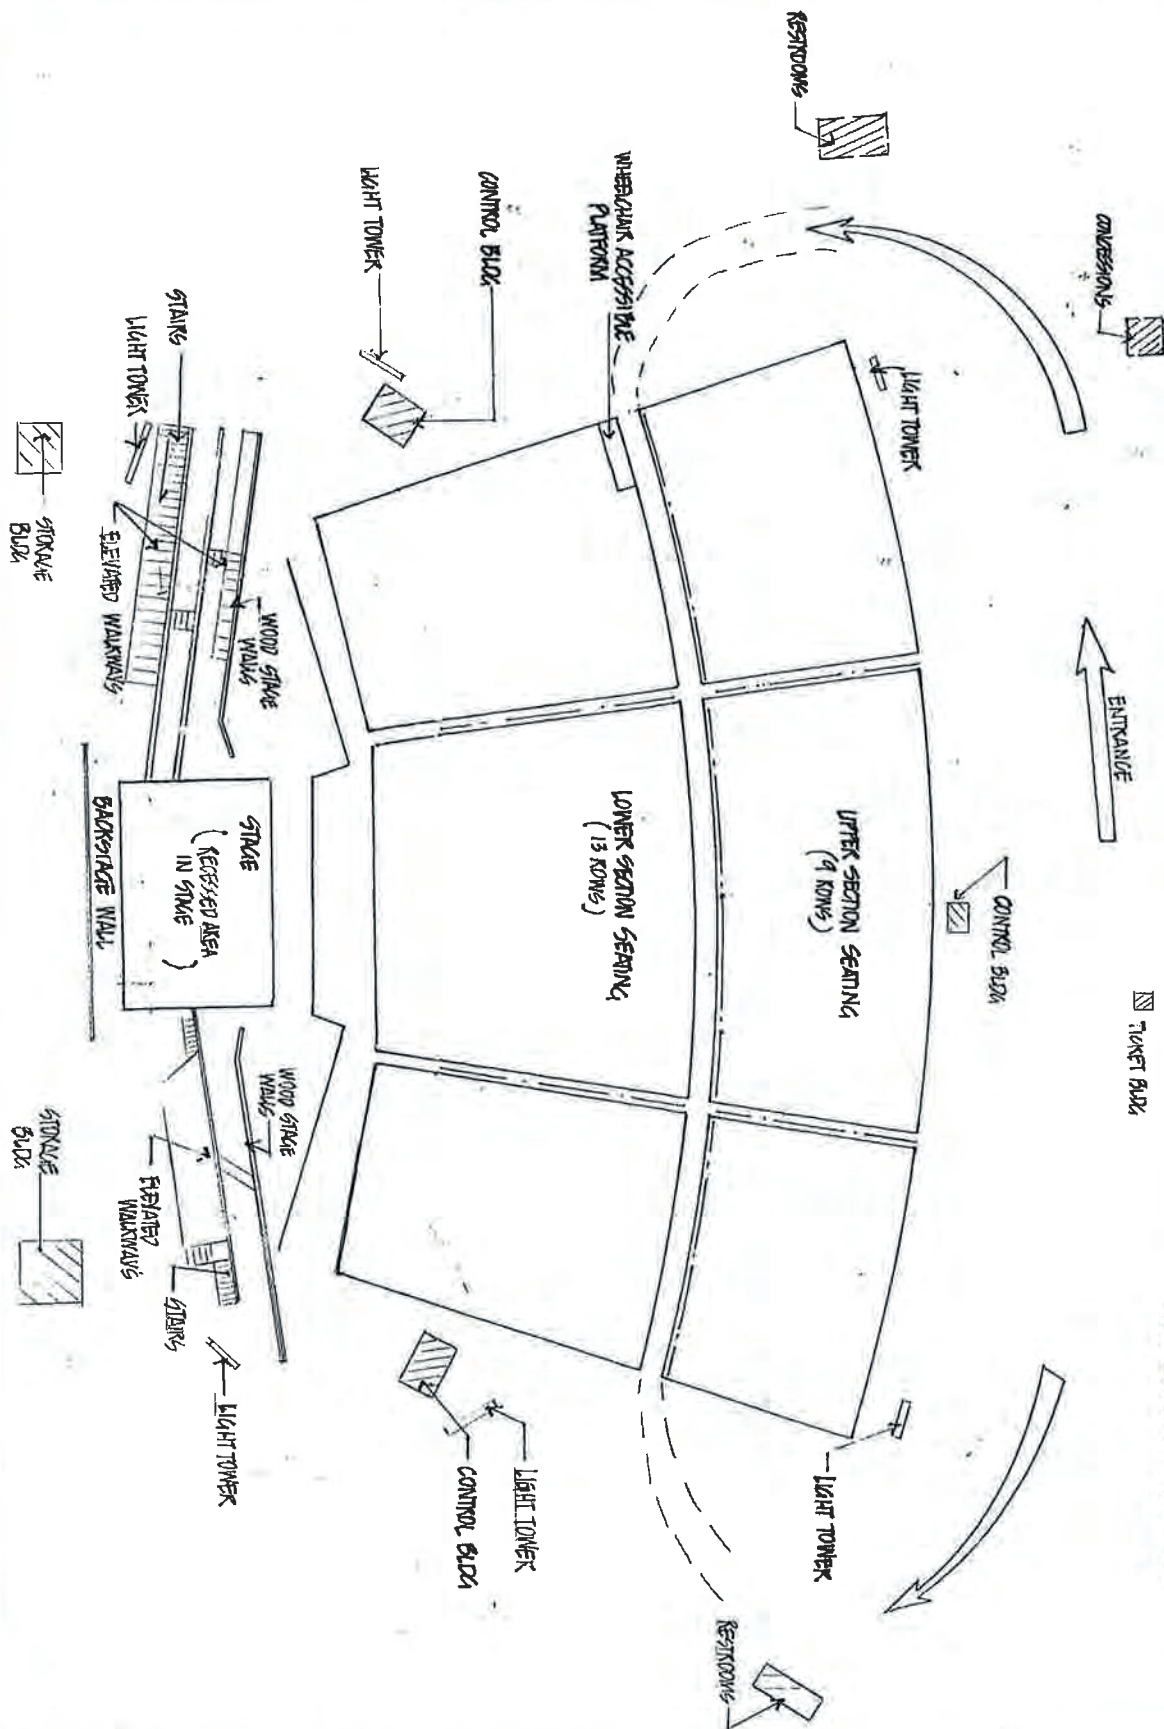 RESTROOMS
CONCESSIONS
WHEELCHAIR ACCESSIBLE
PLATFORM
CONTROL BLDG
LIGHT TOWER
LIGHT TOWER
STAIRS
LIGHT TOWER
STORAGE
BLDG
ELEVATED WALKWAYS
WOOD STAGE
WALLS
ENTRANCE
CONTROL BLDG
TICKET BLDG
UPPER SECTION SEATING
(9 ROWS)
LOWER SECTION SEATING
(13 ROWS)
STAGE
(RECESSED AREA
IN STAGE)
BACKSTAGE WALL
WOOD STAGE
WALLS
ELEVATED
WALKWAYS
STAIRS
STORAGE
BLDG
LIGHT TOWER
CONTROL BLDG
LIGHT TOWER
LIGHT TOWER
RESTROOMS